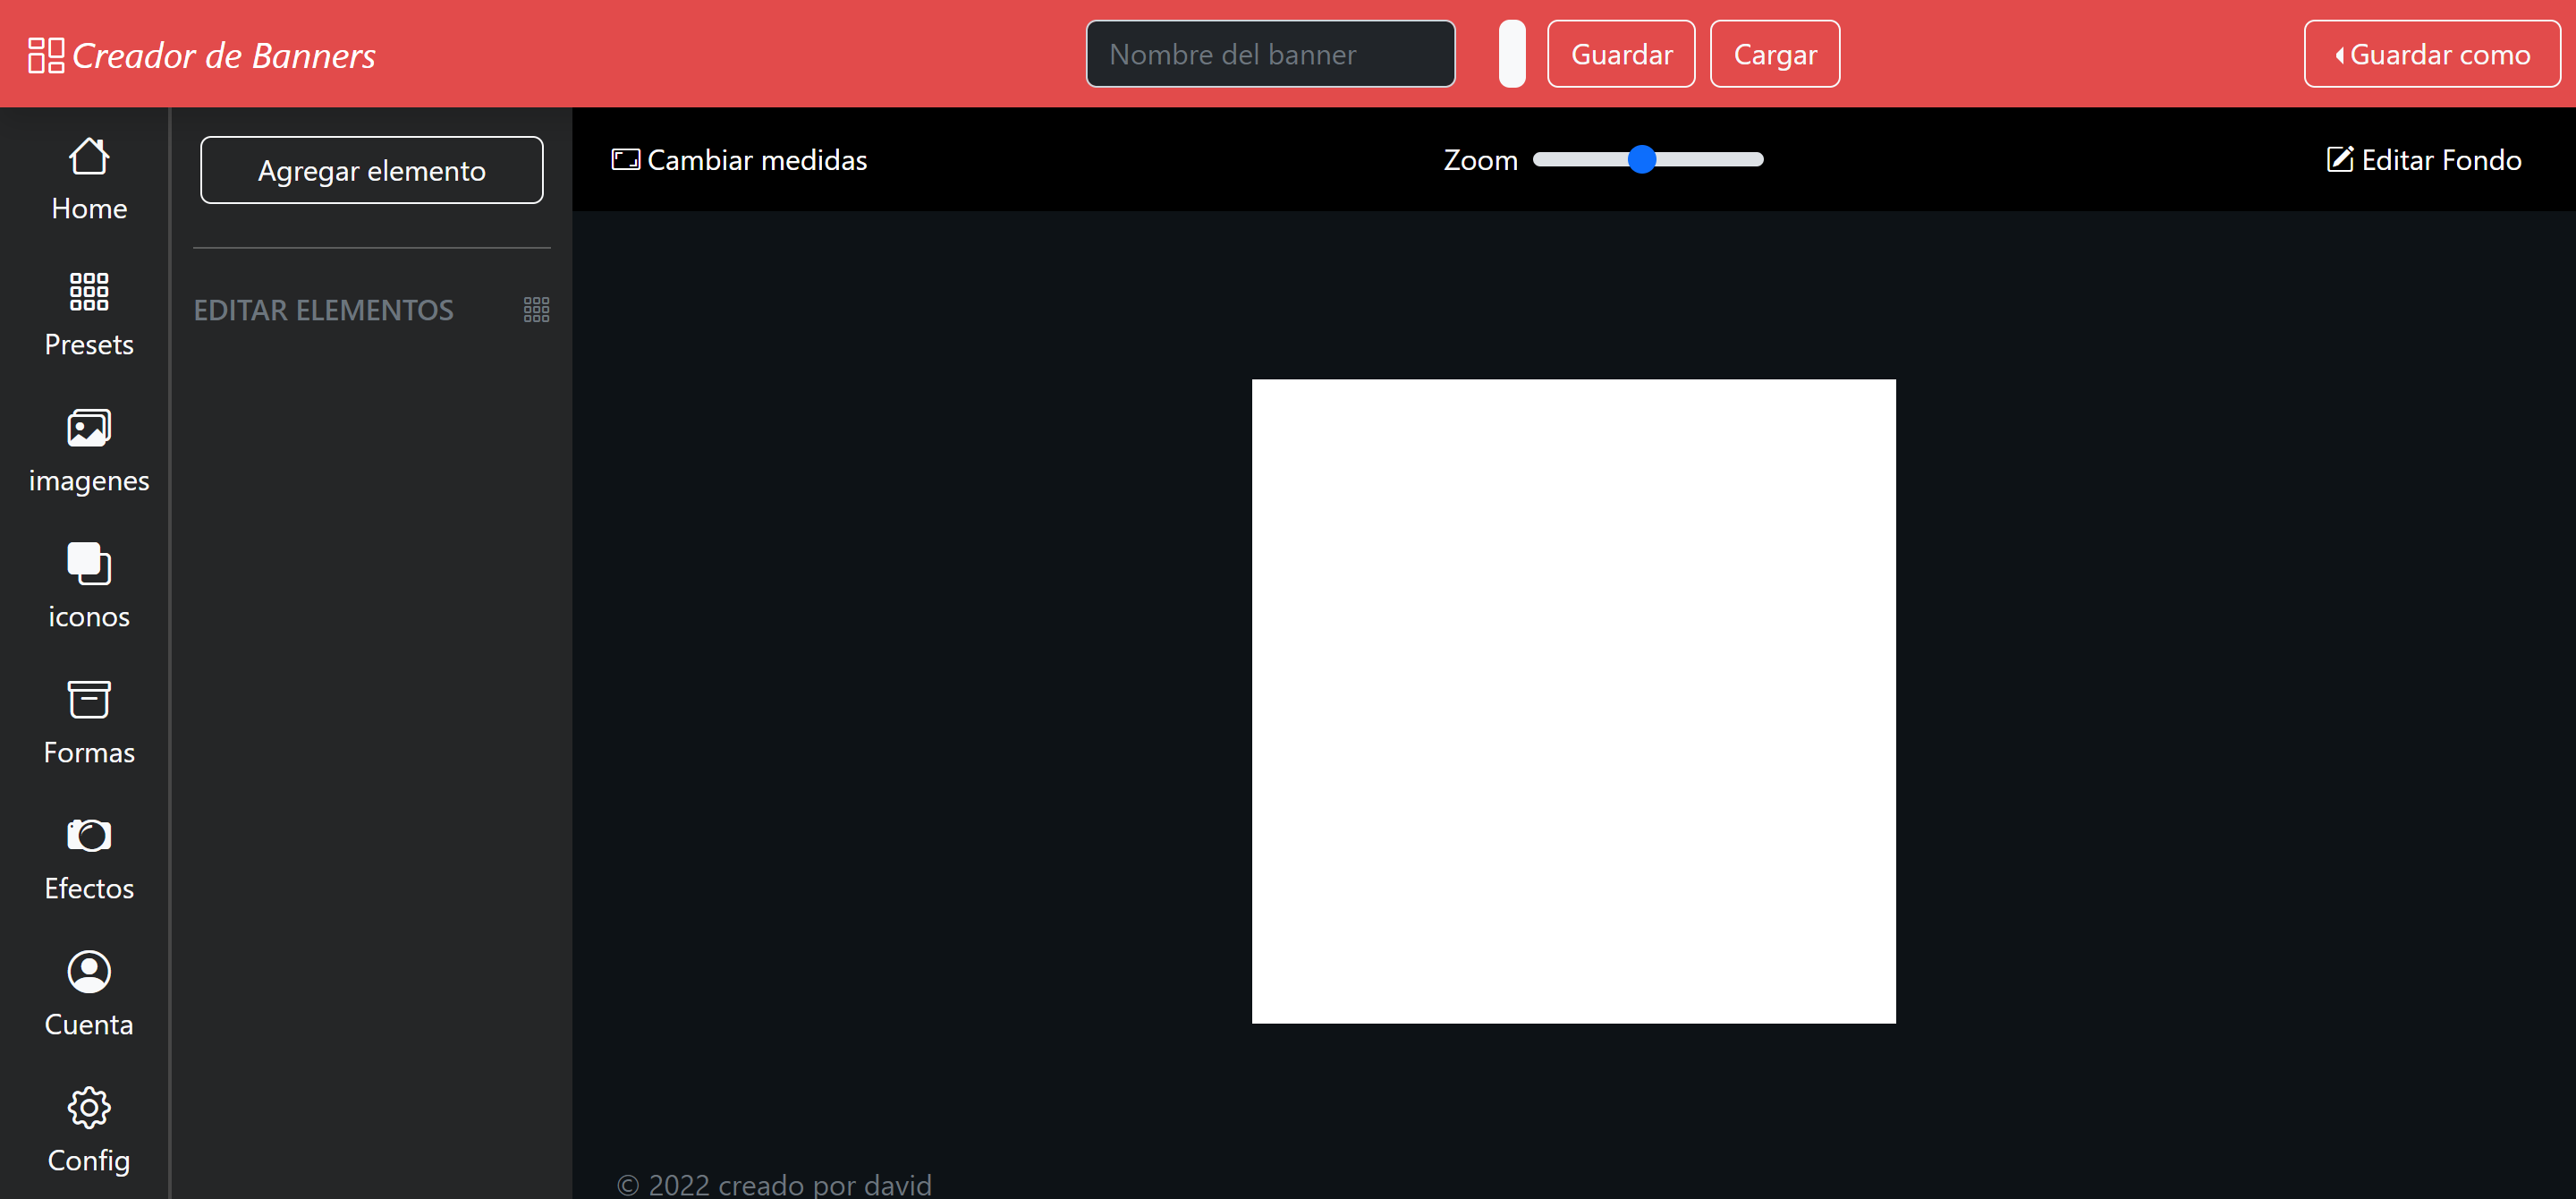 Creador de Banners
Nombre del banner
Guardar
Cargar
Guardar como
Home
Presets
imagenes
iconos
Formas
Efectos
Cuenta
Config
Agregar elemento
EDITAR ELEMENTOS
Cambiar medidas
Zoom
Editar Fondo
© 2022 creado por david